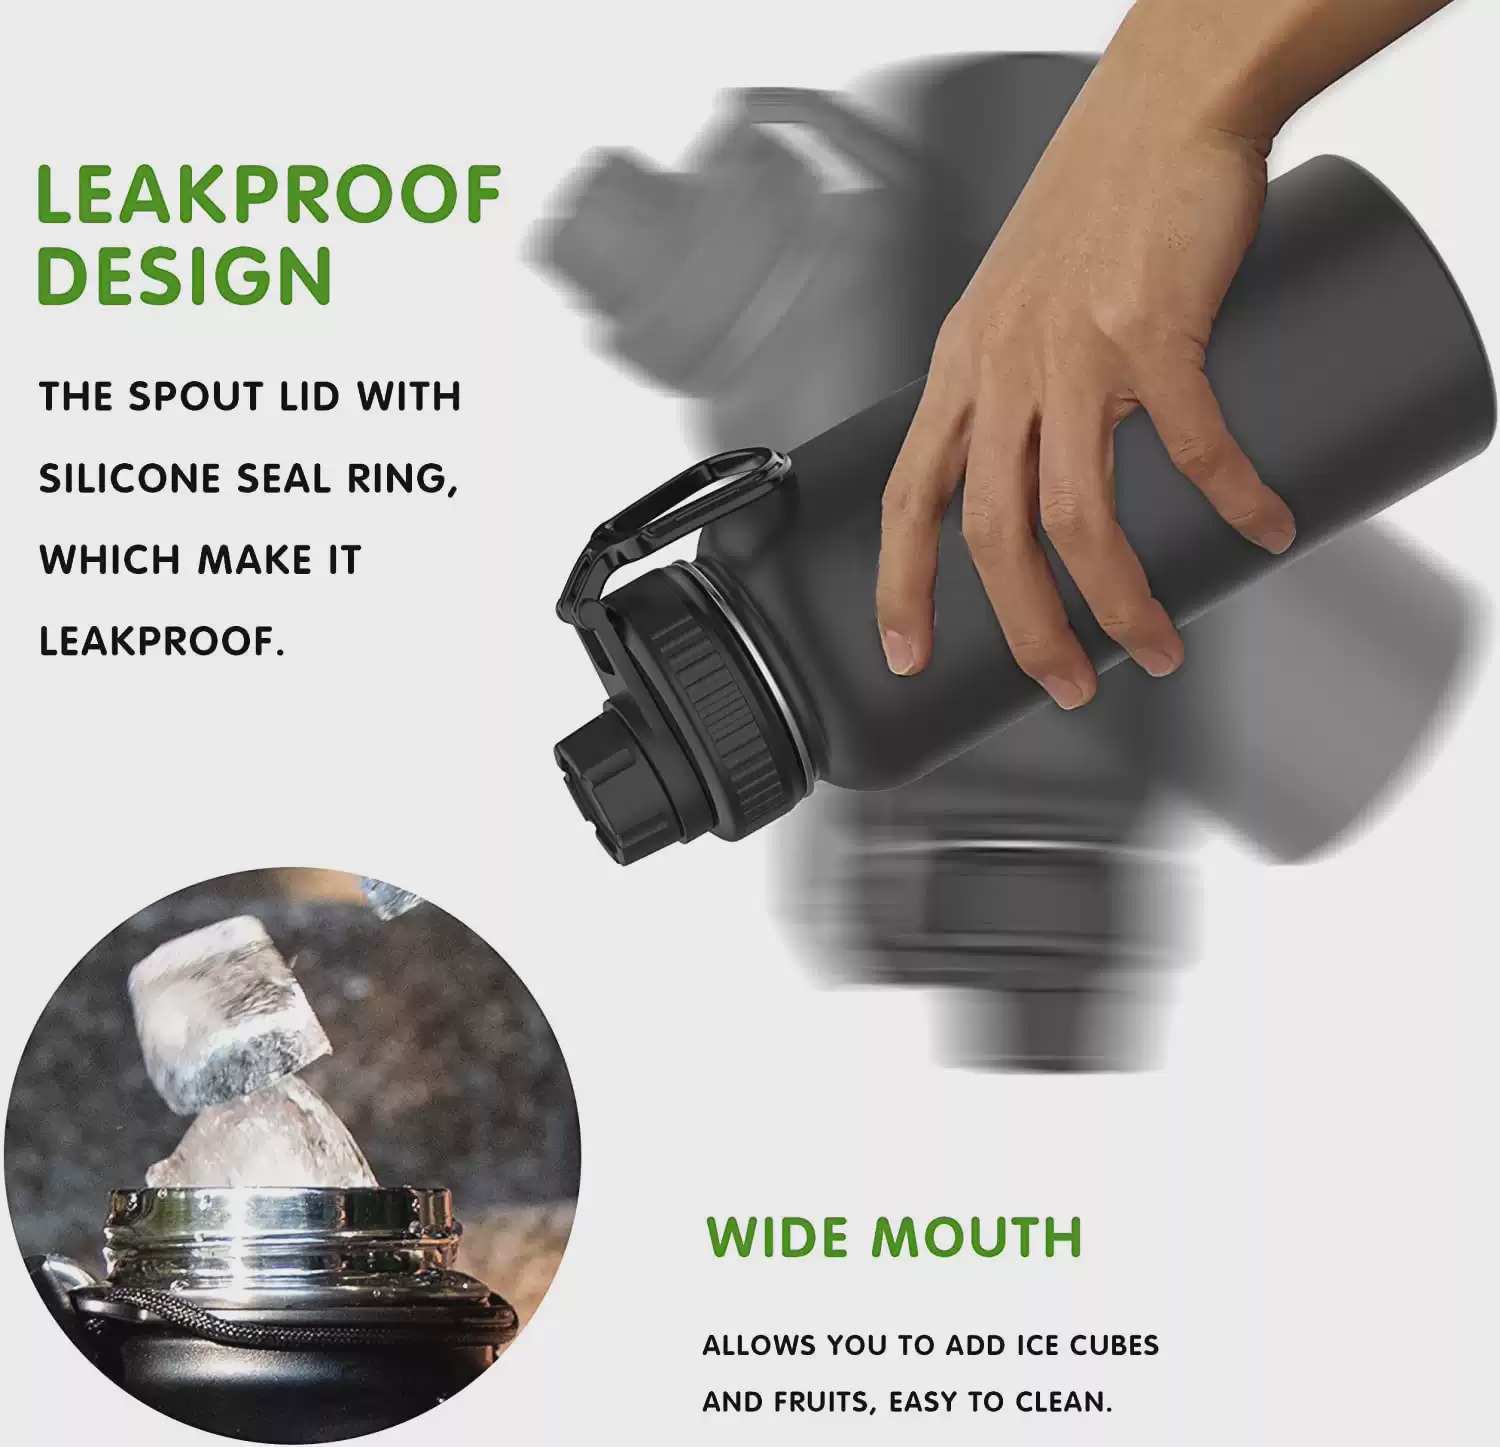 LEAKPROOF
DESIGN
THE SPOUT LID WITH
SILICONE SEAL RING,
WHICH MAKE IT
LEAKPROOF.
WIDE MOUTH
ALLOWS YOU TO ADD ICE CUBES
AND FRUITS, EASY TO CLEAN.